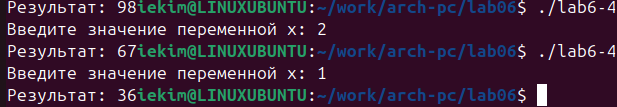 Результат: 98iekim@LINUXUBUNTU:~/work/arch-pc/lab06$ ./lab6-4
Введите значение переменной x: 2
Результат: 67iekim@LINUXUBUNTU:~/work/arch-pc/lab06$ ./lab6-4
Введите значение переменной x: 1
Результат: 36iekim@LINUXUBUNTU:~/work/arch-pc/lab06$